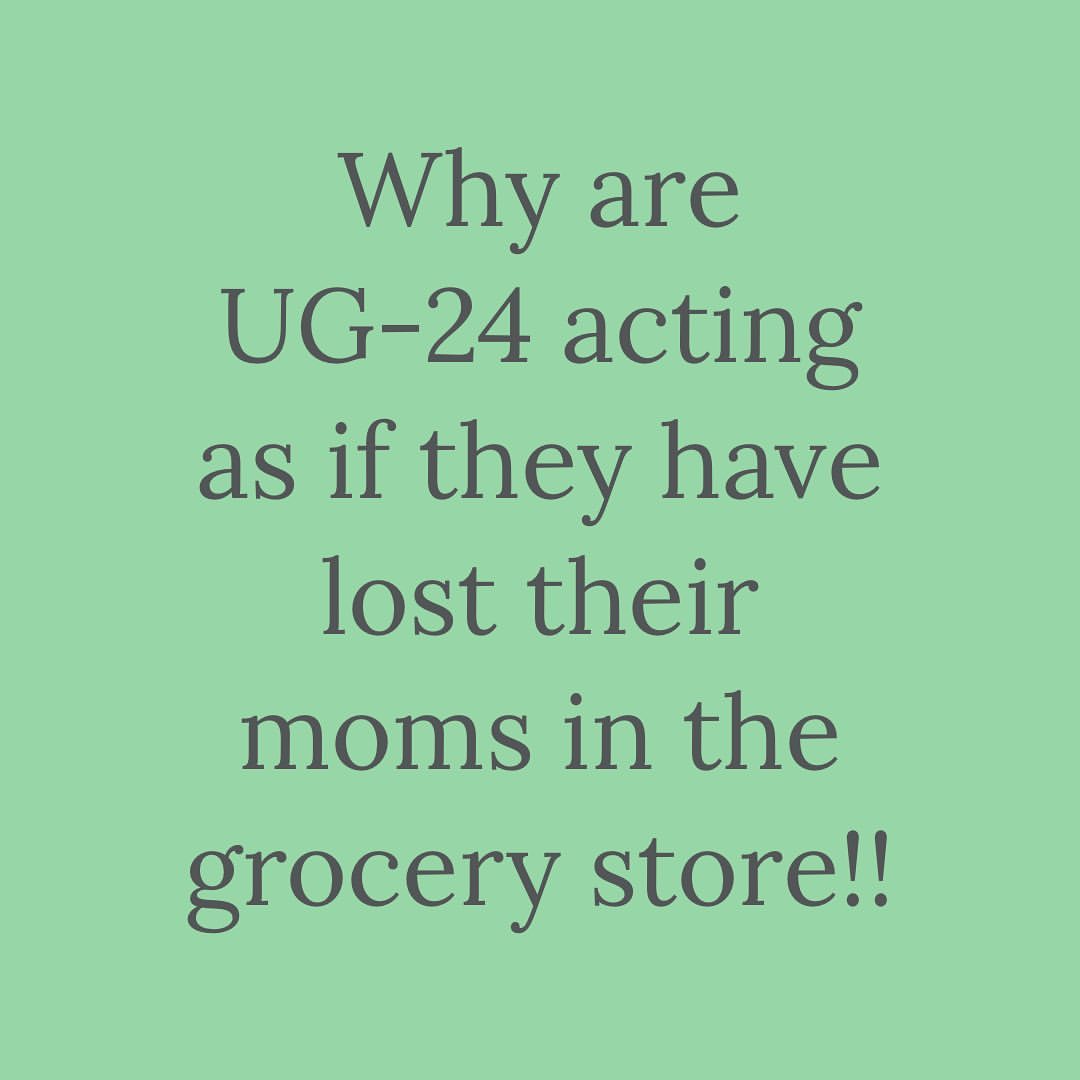 Why are
UG-24 acting
as if they have
lost their
moms in the
grocery store!!